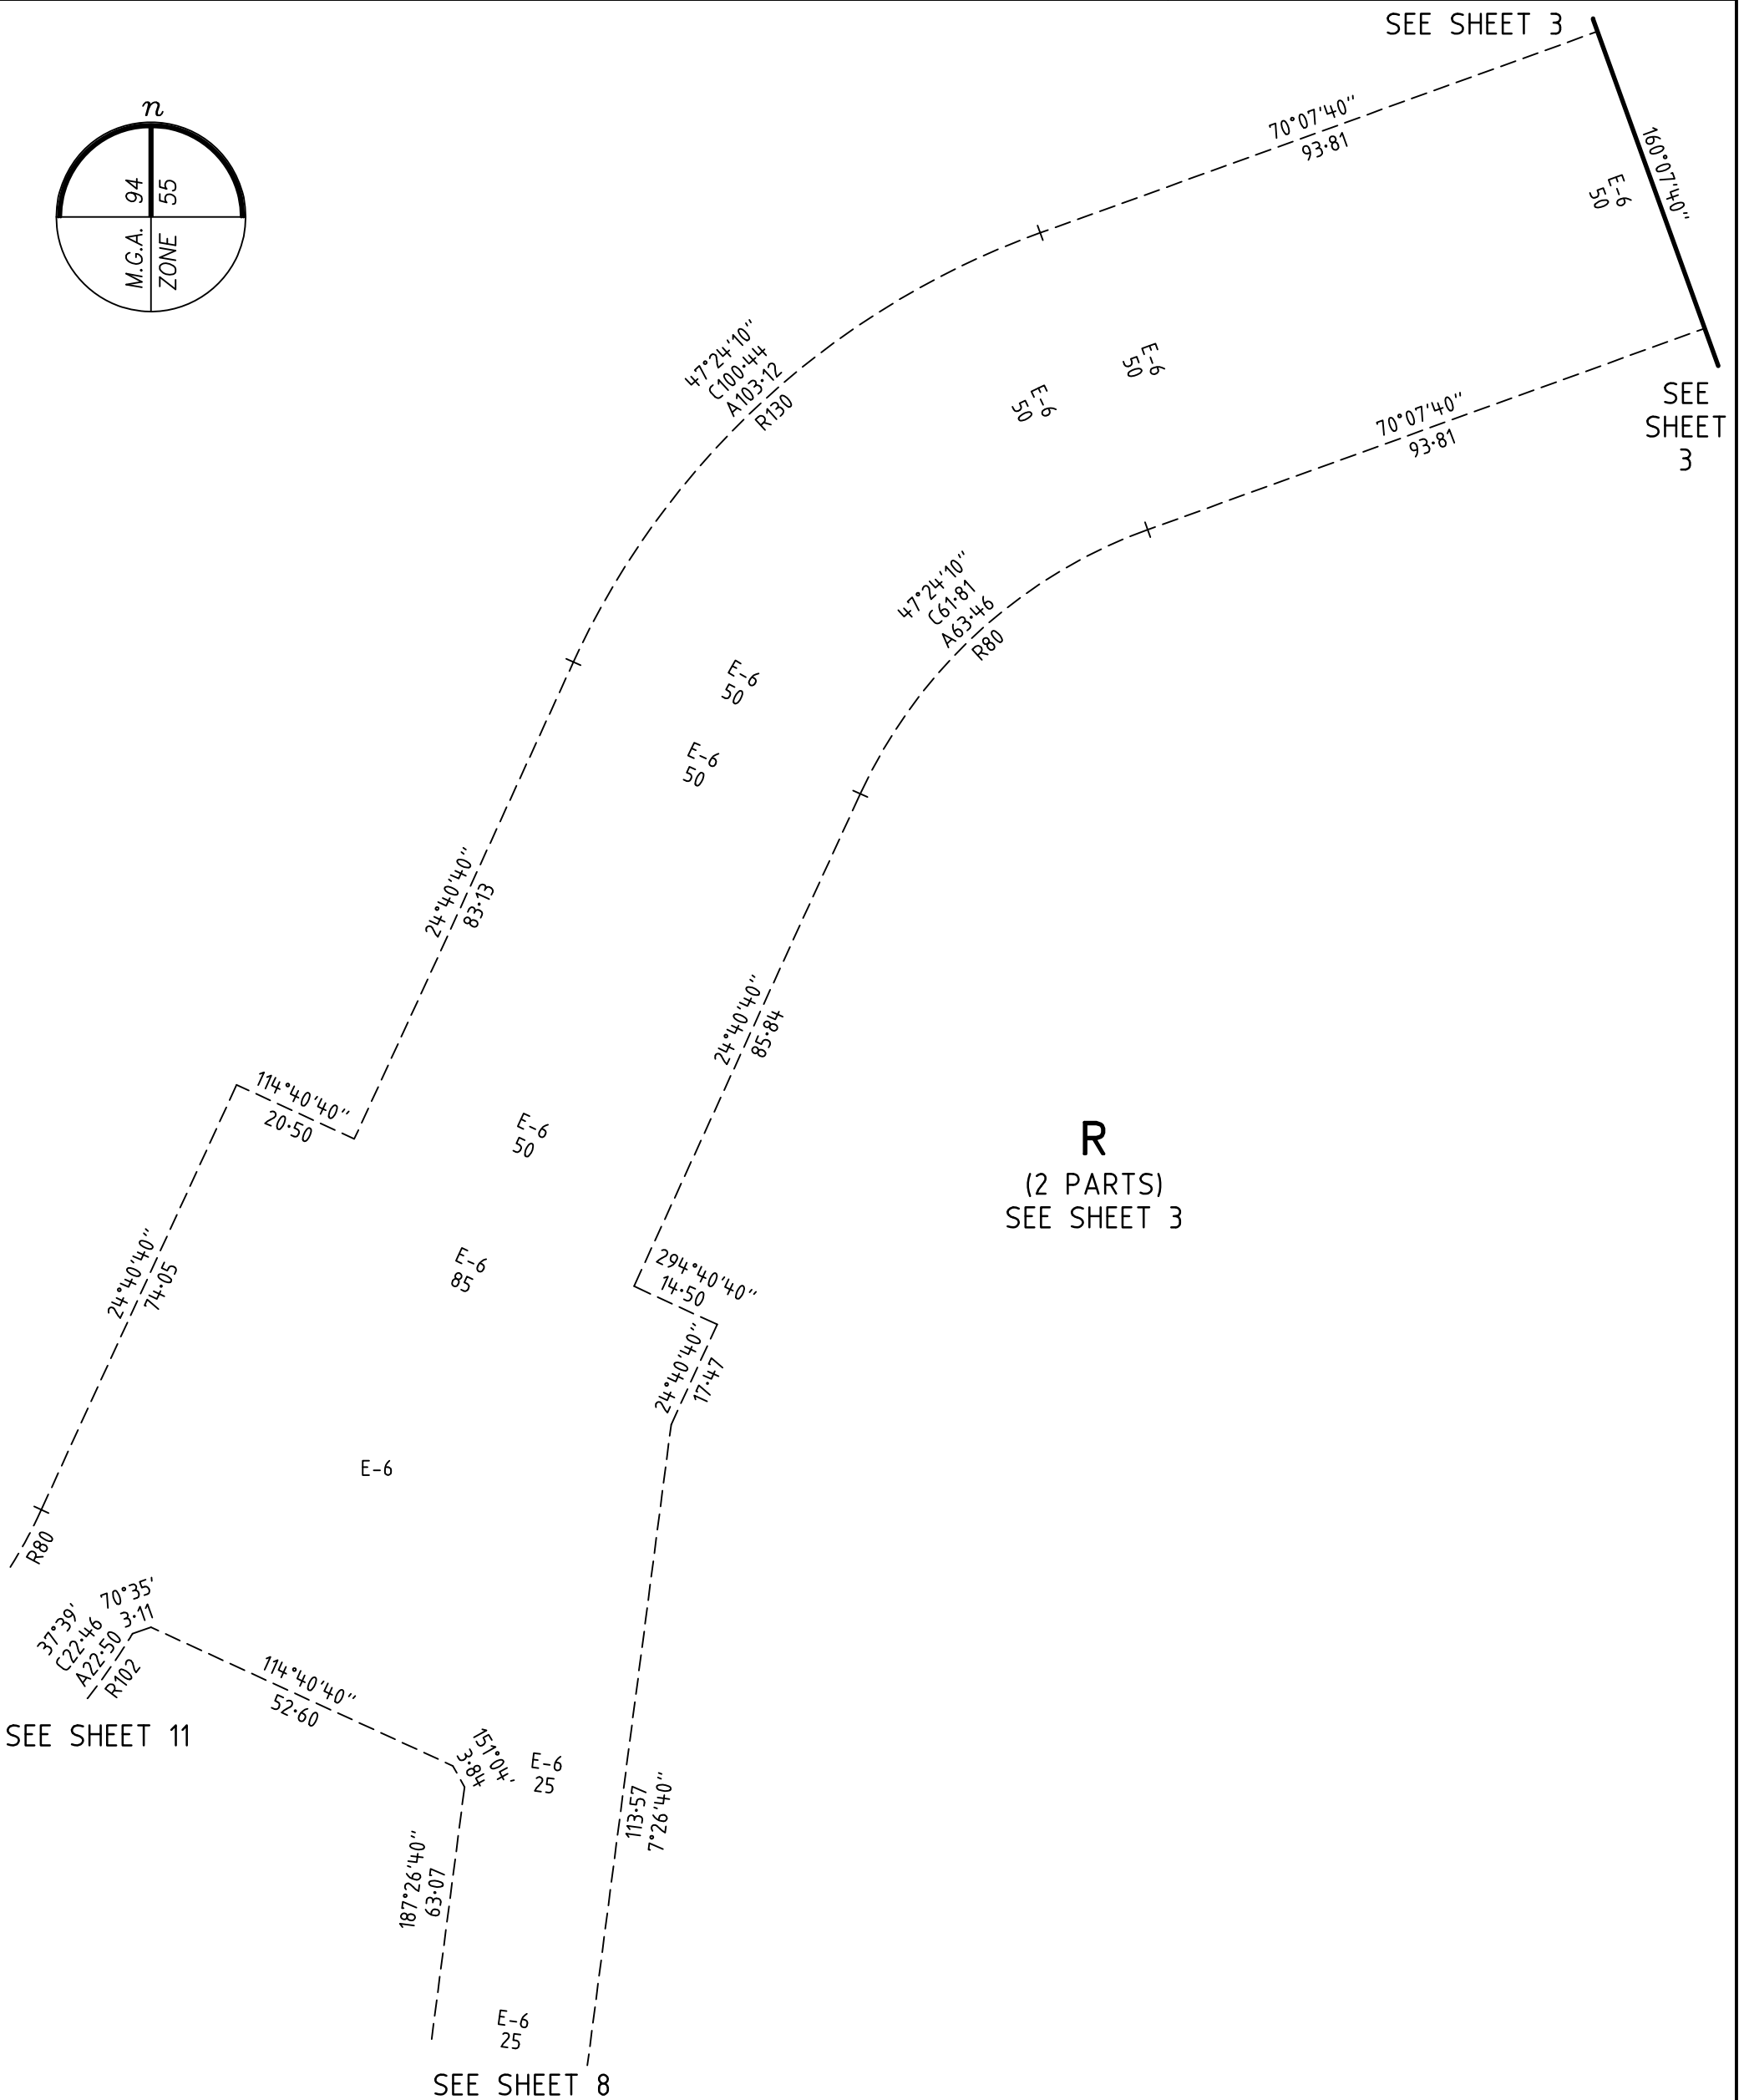 SEE SHEET 3
n
M.G.A. 94
ZONE 55
70°07'40"
93·81
160°07'40"
E-6
50
47°24'10"
C100·44
A103·12
R130
E-6
50
E-6
50
70°07'40"
93·81
SEE
SHEET
3
47°24'10"
C61·81
A63·46
R80
E-6
50
E-6
50
24°40'40"
83·13
24°40'40"
85·84
114°40'40"
20·50
E-6
50
R
(2 PARTS)
SEE SHEET 3
24°40'40"
74·05
E-6
85
294°40'40"
14·50
24°40'40"
17·47
E-6
R80
37°39'
C22·46
A22·50
R102
70°35'
3·11
114°40'40"
52·60
SEE SHEET 11
151°04'
3·84
E-6
25
113·57
7°26'40"
187°26'40"
63·07
E-6
25
SEE SHEET 8